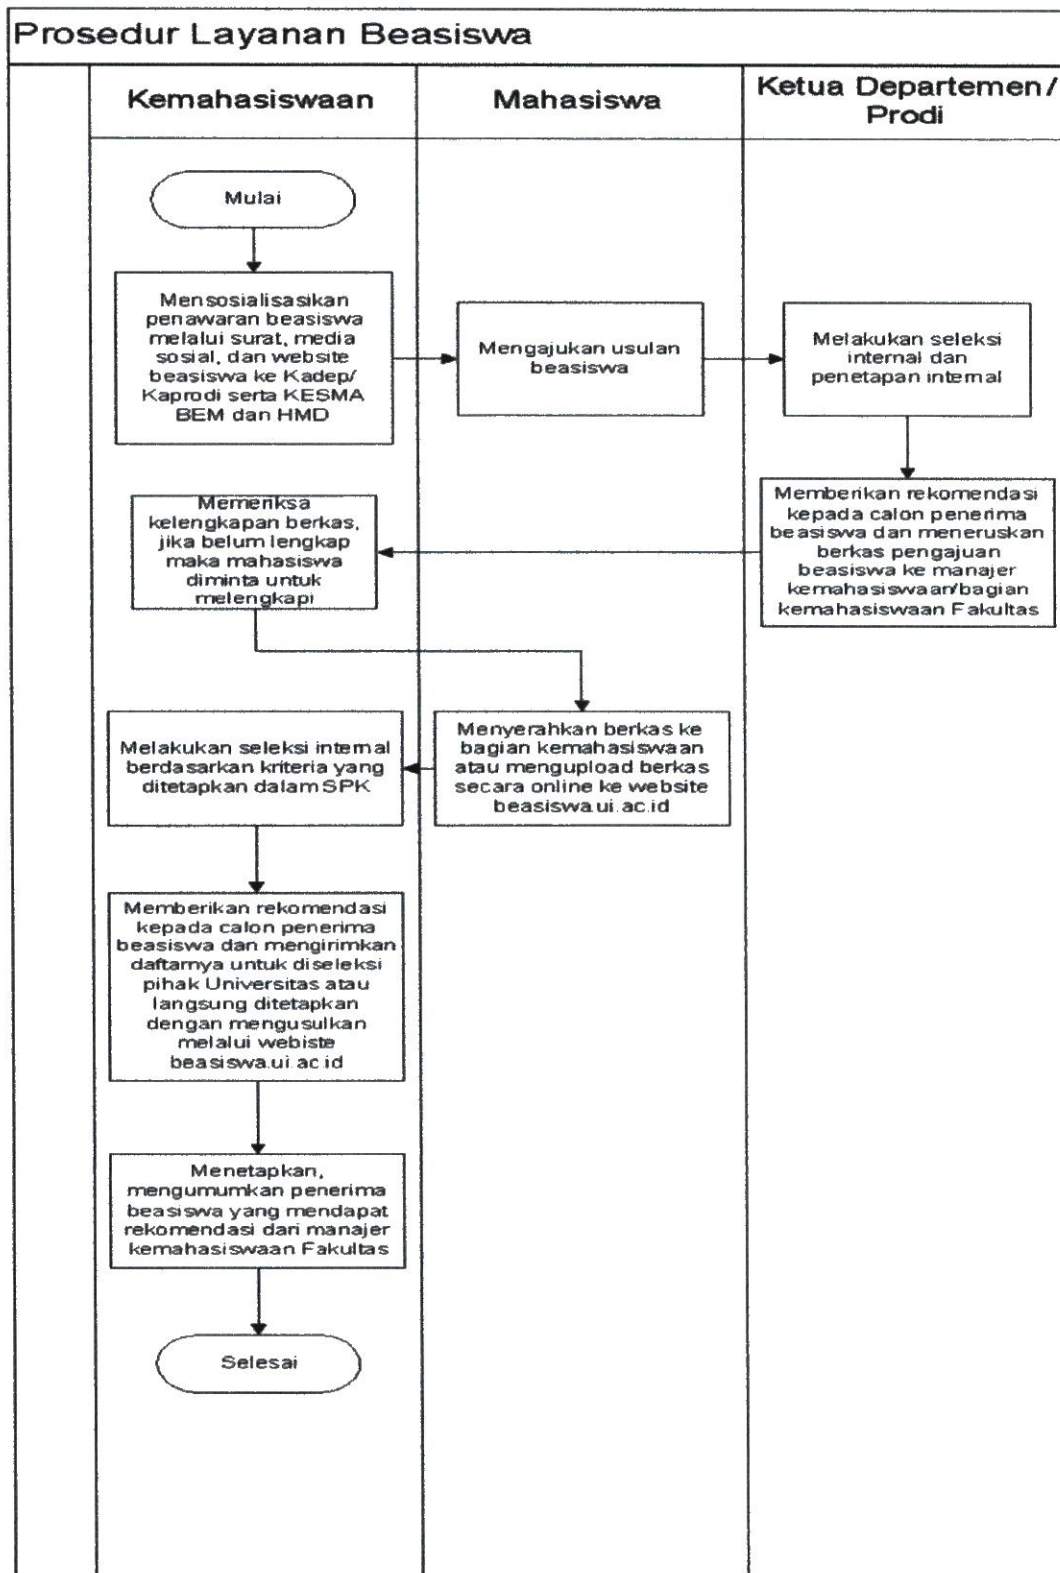 Prosedur Layanan Beasiswa
Kemahasiswaan
Mahasiswa
Ketua Departemen/
Prodi
Mulai
Mensosialisasikan
penawaran beasiswa
melalui surat, media
sosial, dan website
beasiswa ke Kadep/
Kaprodi serta KESMA
BEM dan HMD
Mengajukan usulan
beasiswa
Melakukan seleksi
internal dan
penetapan internal
Memberikan rekomendasi
kepada calon penerima
beasiswa dan meneruskan
berkas pengajuan
beasiswa ke manajer
kemahasiswaan/bagian
kemahasiswaan Fakultas
Memeriksa
kelengkapan berkas,
jika belum lengkap
maka mahasiswa
diminta untuk
melengkapi
Menyerahkan berkas ke
bagian kemahasiswaan
atau mengupload berkas
secara online ke website
beasiswa.ui.ac.id
Melakukan seleksi internal
berdasarkan kriteria yang
ditetapkan dalam SPK
Memberikan rekomendasi
kepada calon penerima
beasiswa dan mengirimkan
daftarnya untuk diseleksi
pihak Universitas atau
langsung ditetapkan
dengan mengusulkan
melalui webiste
beasiswa.ui.ac.id
Menetapkan,
mengumumkan penerima
beasiswa yang mendapat
rekomendasi dari manajer
kemahasiswaan Fakultas
Selesai